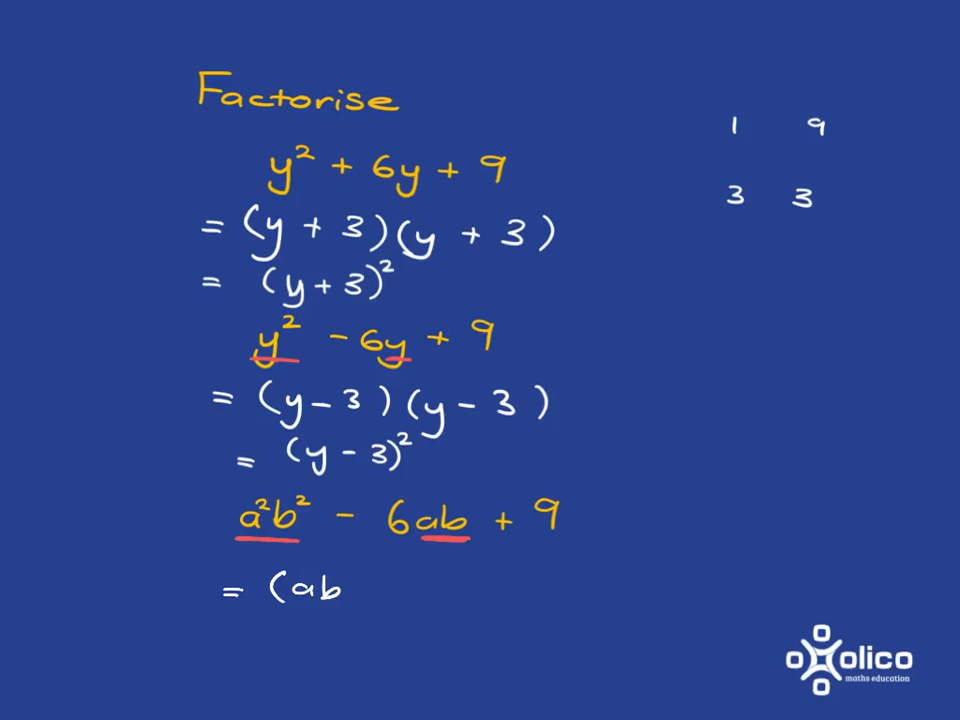 Factorise
1 9
y² + 6y + 9
3 3
= (y + 3)(y + 3)
= (y + 3)²
y² - 6y + 9
= (y - 3)(y - 3)
= (y - 3)²
a²b² - 6ab + 9
= (ab
olico
maths education